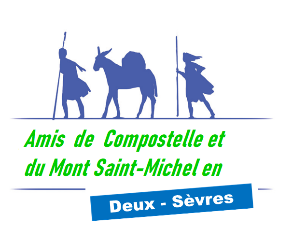 Amis de Compostelle et
du Mont Saint-Michel en
Deux - Sèvres